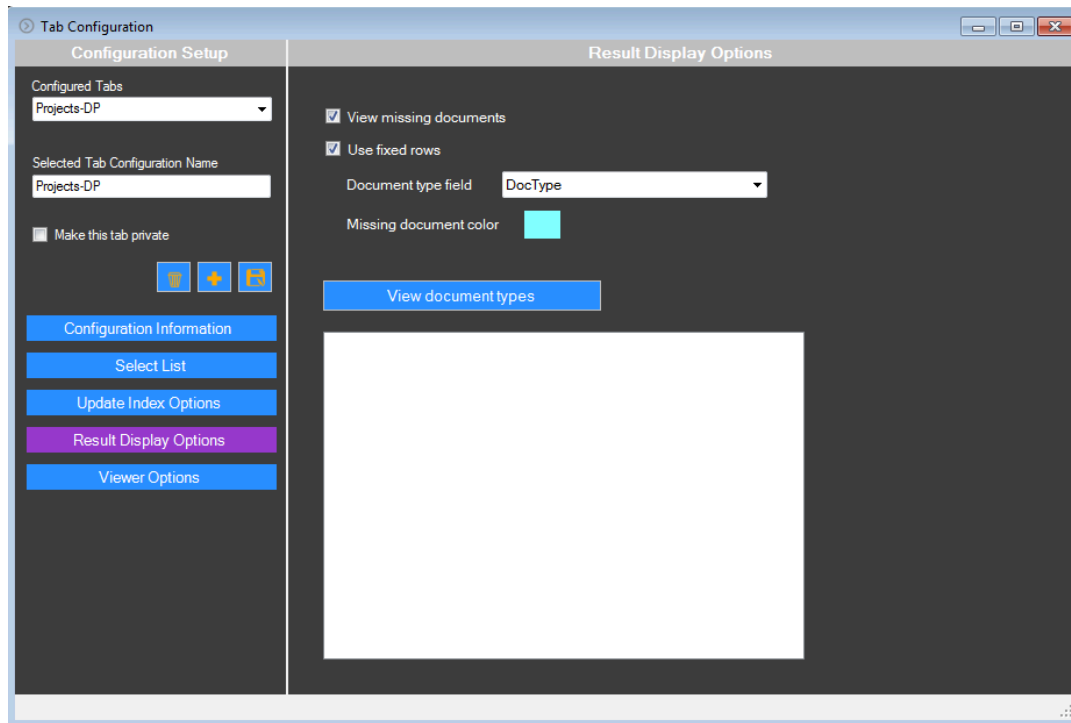 Tab Configuration
Configuration Setup
Result Display Options
Configured Tabs
Projects-DP
Selected Tab Configuration Name
Projects-DP
Make this tab private
Configuration Information
Select List
Update Index Options
Result Display Options
Viewer Options
View missing documents
Use fixed rows
Document type field
DocType
Missing document color
View document types